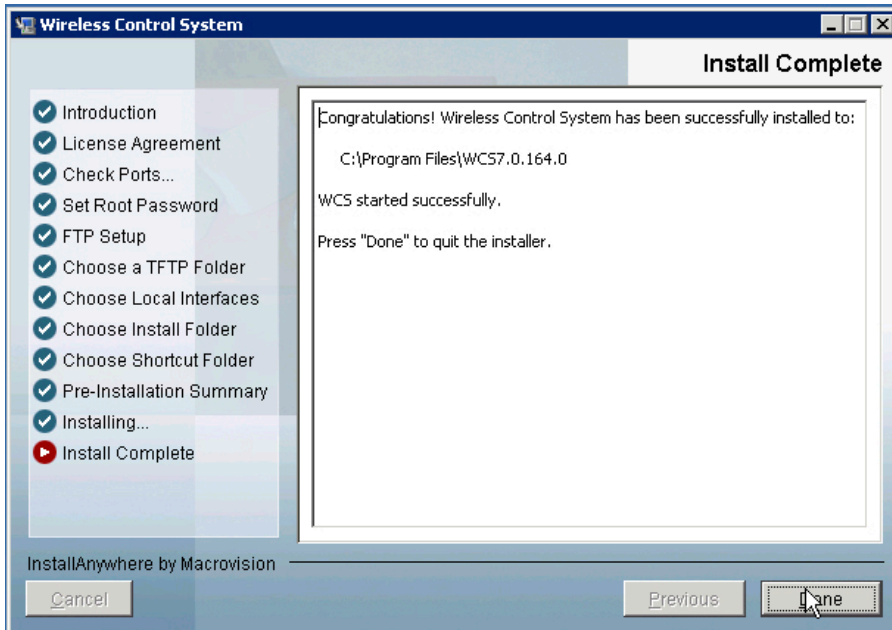 Wireless Control System
Install Complete
Introduction
License Agreement
Check Ports...
Set Root Password
FTP Setup
Choose a TFTP Folder
Choose Local Interfaces
Choose Install Folder
Choose Shortcut Folder
Pre-Installation Summary
Installing...
Install Complete
Congratulations! Wireless Control System has been successfully installed to:
C:\Program Files\WCS7.0.164.0
WCS started successfully.
Press "Done" to quit the installer.
InstallAnywhere by Macrovision
Cancel
Previous
Done